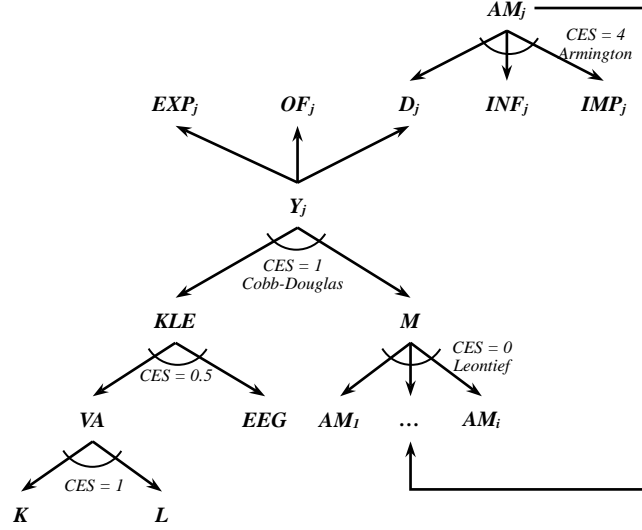 AMj
CES = 4
Armington
EXPj OFj Dj INFj IMPj
Yj
CES = 1
Cobb-Douglas
KLE M
CES = 0.5
CES = 0
Leontief
VA EEG AM1 … AMi
CES = 1
K L